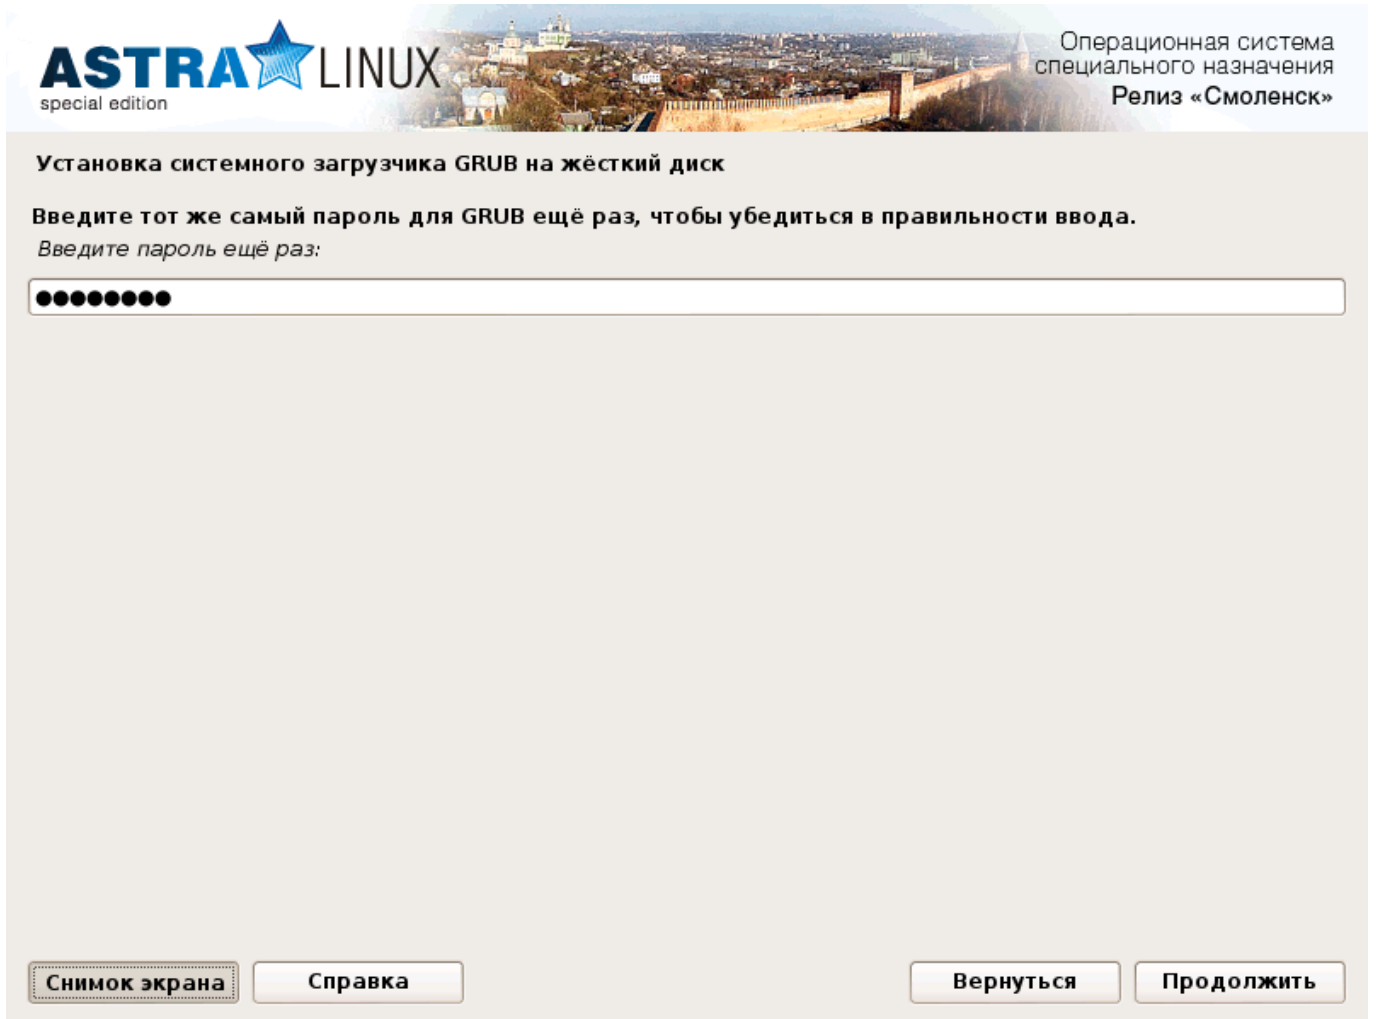 ASTRA LINUX
special edition
Операционная система
специального назначения
Релиз «Смоленск»
Установка системного загрузчика GRUB на жёсткий диск
Введите тот же самый пароль для GRUB ещё раз, чтобы убедиться в правильности ввода.
Введите пароль ещё раз:
Снимок экрана
Справка
Вернуться
Продолжить